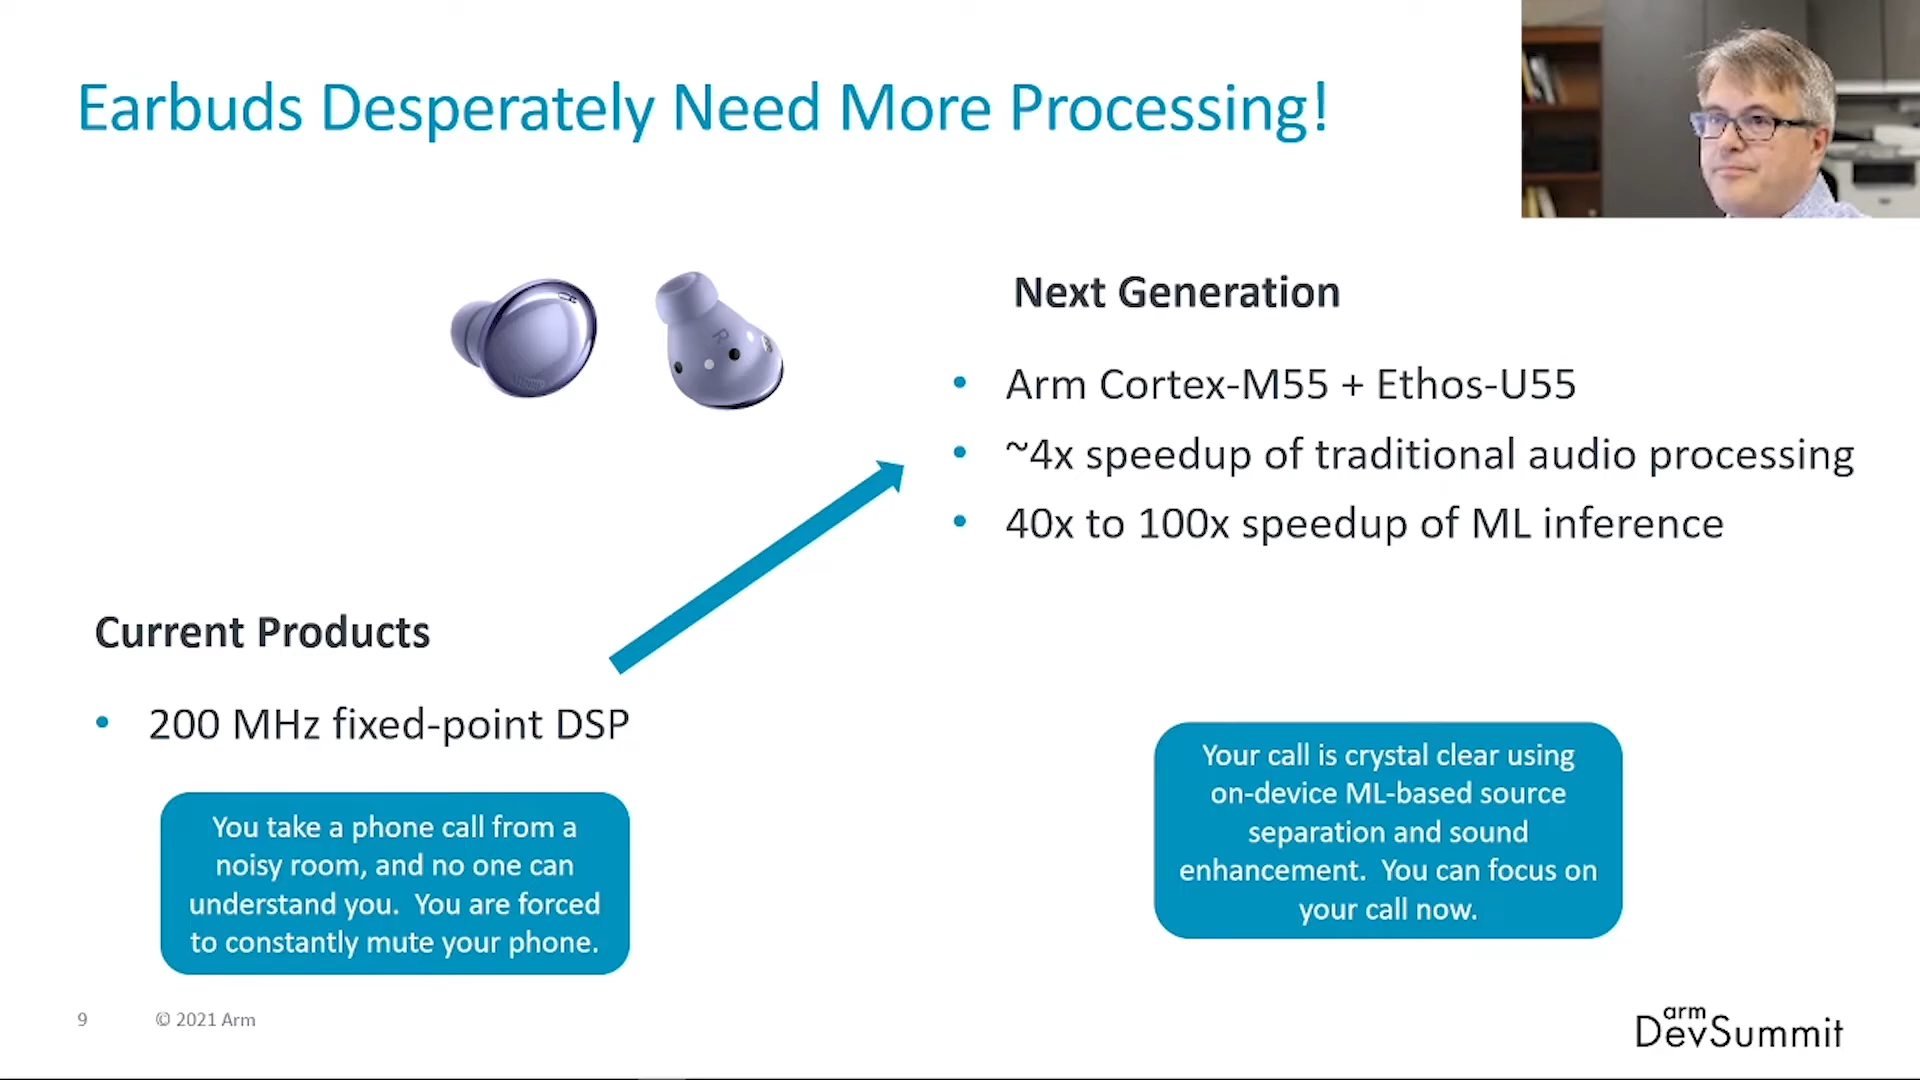 Earbuds Desperately Need More Processing!
Next Generation
• Arm Cortex-M55 + Ethos-U55
• ~4x speedup of traditional audio processing
• 40x to 100x speedup of ML inference
Current Products
• 200 MHz fixed-point DSP
You take a phone call from a
noisy room, and no one can
understand you.  You are forced
to constantly mute your phone.
Your call is crystal clear using
on-device ML-based source
separation and sound
enhancement.  You can focus on
your call now.
R
9
© 2021 Arm
arm
DevSummit